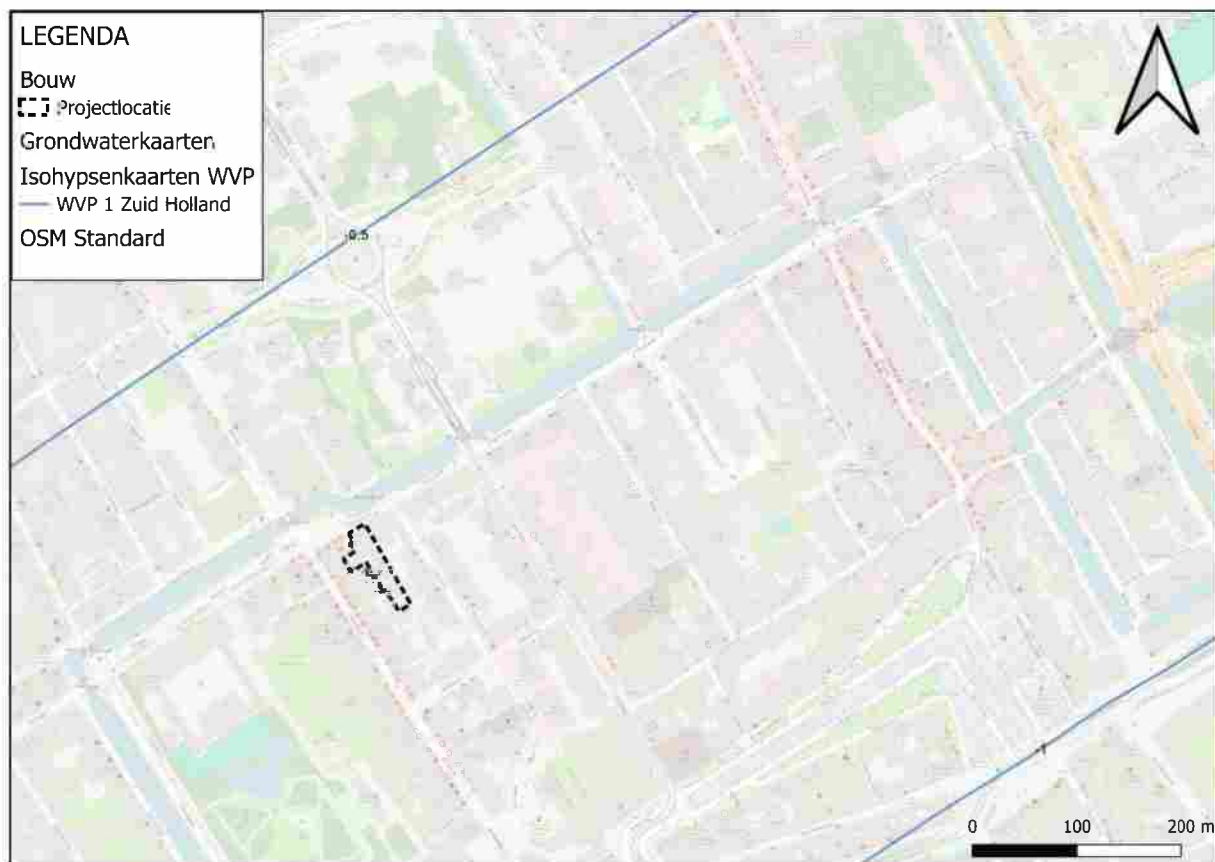 LEGENDA
Bouw
Projectlocatie
Grondwaterkaarten
Isohypsenkaarten WVP
WVP 1 Zuid Holland
OSM Standard
-0.5
-1
0 100 200 m